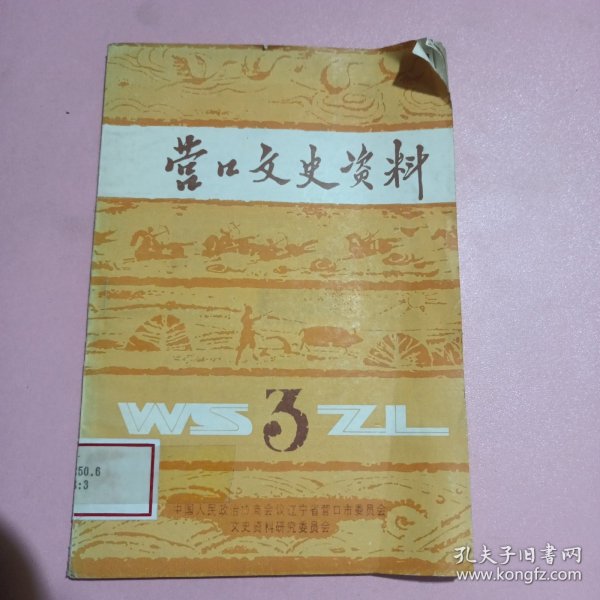 营口文史资料
WS 3 ZL
50.6
:3
中国人民政治协商会议辽宁省营口市委员会
文史资料研究委员会
孔夫子旧书网
www.kongfz.com